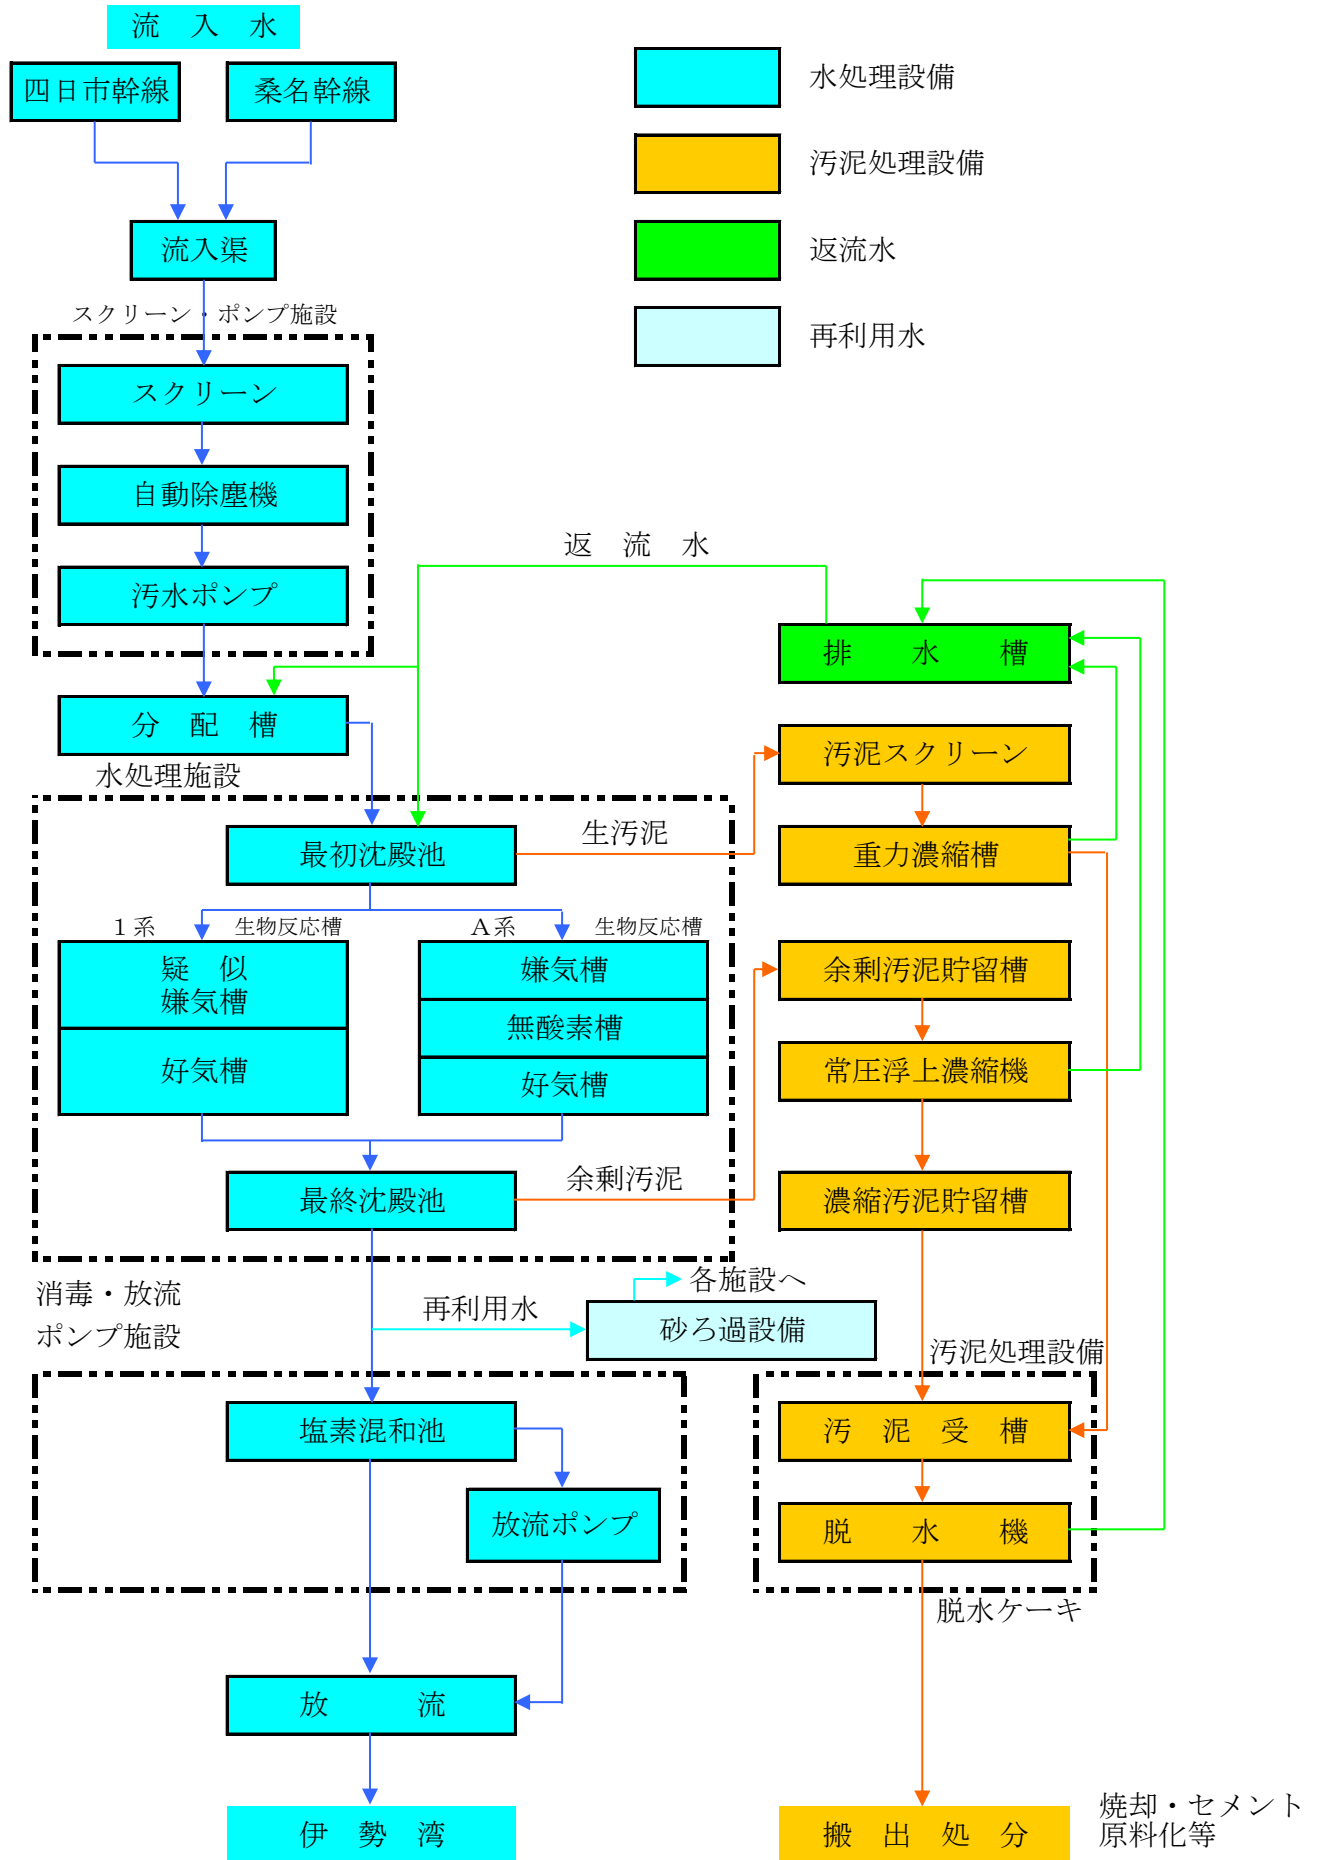 流　入　水
四日市幹線
桑名幹線
流入渠
スクリーン・ポンプ施設
スクリーン
自動除塵機
汚水ポンプ
分　配　槽
水処理施設
最初沈殿池
１系
生物反応槽
A系
生物反応槽
疑　似
嫌気槽
好気槽
嫌気槽
無酸素槽
好気槽
最終沈殿池
消毒・放流
ポンプ施設
再利用水
各施設へ
砂ろ過設備
塩素混和池
放流ポンプ
放　　　流
伊　勢　湾
水処理設備
汚泥処理設備
返流水
再利用水
返　流　水
排　　水　　槽
生汚泥
汚泥スクリーン
重力濃縮槽
余剰汚泥貯留槽
常圧浮上濃縮機
余剰汚泥
濃縮汚泥貯留槽
汚泥処理設備
汚　泥　受　槽
脱　　水　　機
脱水ケーキ
搬　出　処　分
焼却・セメント
原料化等